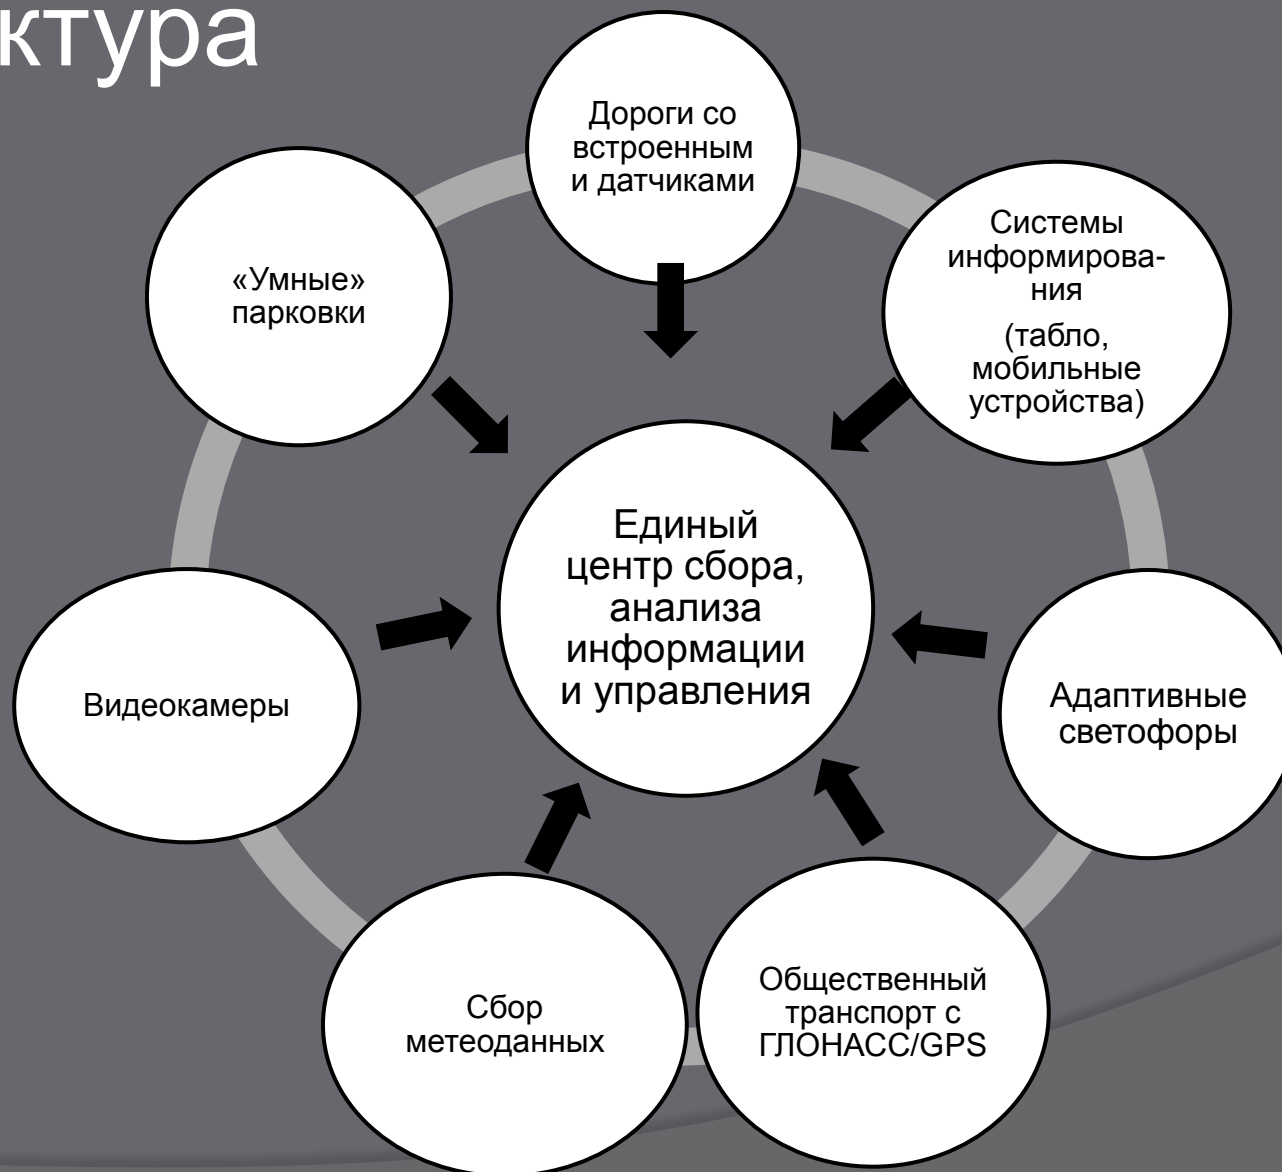 ктура
Дороги со
встроенным
и датчиками
Системы
информирова-
ния
(табло,
мобильные
устройства)
«Умные»
парковки
Единый
центр сбора,
анализа
информации
и управления
Адаптивные
светофоры
Видеокамеры
Общественный
транспорт с
ГЛОНАСС/GPS
Сбор
метеоданных